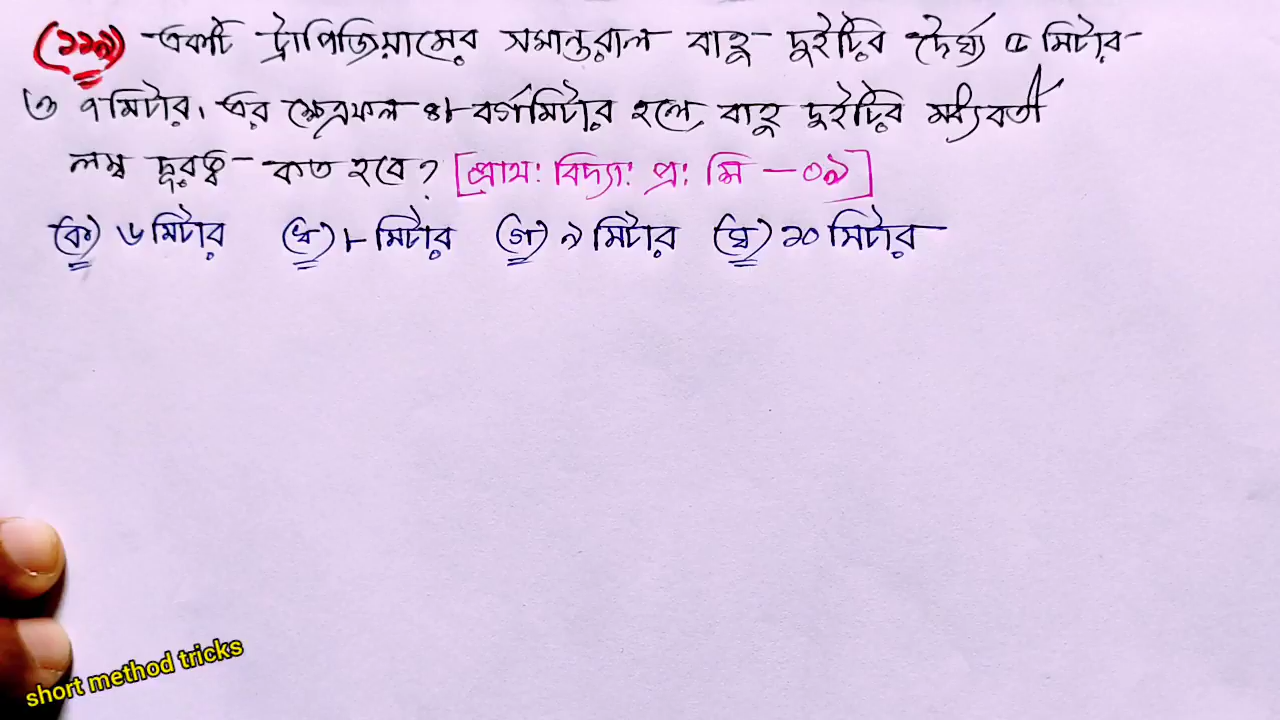 (১১৯) একটি ট্রাপিজিয়ামের সমান্তরাল বাহু দুইটির দৈর্ঘ্য ৫ মিটার
ও ৭ মিটার। এর ক্ষেত্রফল ৪৮ বর্গমিটার হলে, বাহু দুইটির মধ্যবর্তী
লম্ব দূরত্ব কত হবে? [প্রাথ: বিদ্যা: প্র: শি - ০৯]
(ক) ৬ মিটার (খ) ৮ মিটার (গ) ৯ মিটার (ঘ) ১০ মিটার
short method tricks